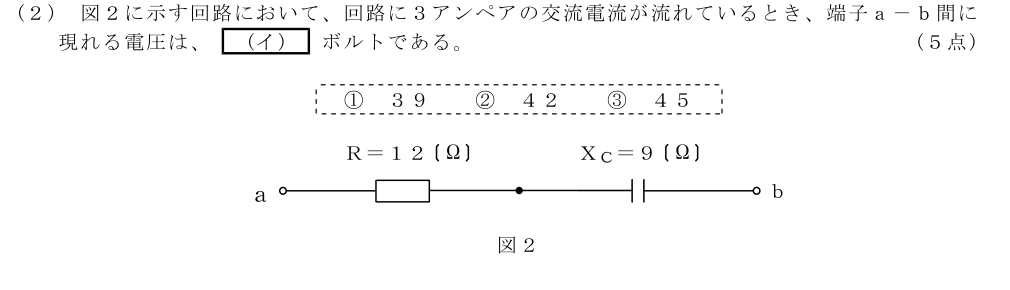 （２） 図２に示す回路において、回路に３アンペアの交流電流が流れているとき、端子ａ－ｂ間に
現れる電圧は、 （イ） ボルトである。 （５点）
① ３９ ② ４２ ③ ４５
Ｒ＝１２〔Ω〕 ＸC＝９〔Ω〕
ａ ｂ
図２